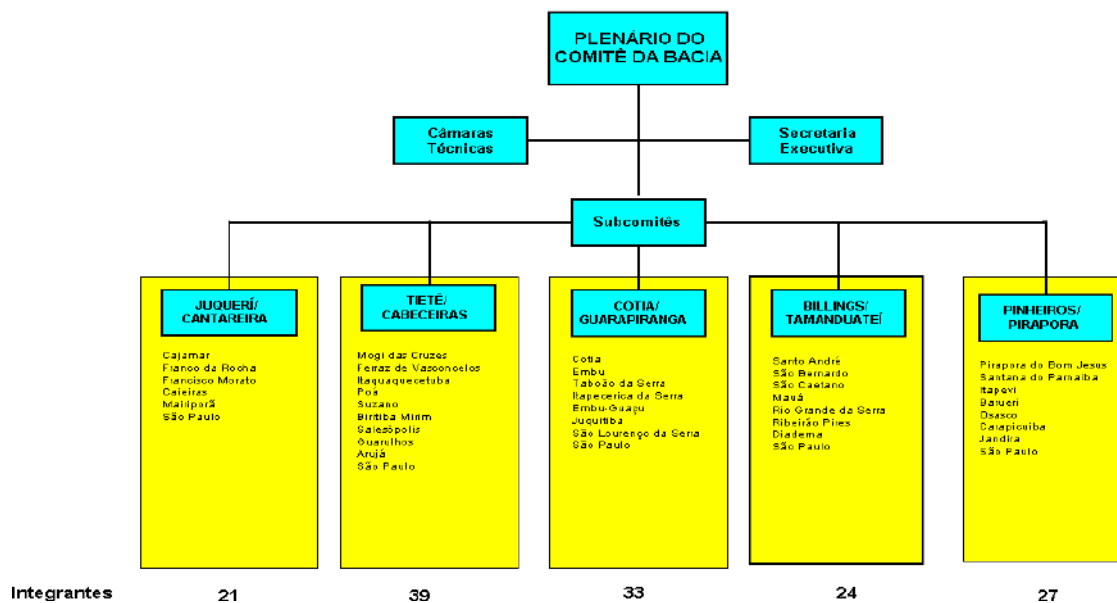 PLENÁRIO DO
COMITÊ DA BACIA
Câmaras
Técnicas
Secretaria
Executiva
Subcomitês
JUQUERÍ/
CANTAREIRA
Cajamar
Franco da Rocha
Francisco Morato
Caieiras
Mairiporã
São Paulo
TIETÊ/
CABECEIRAS
Mogi das Cruzes
Ferraz de Vasconcelos
Itaquaquecetuba
Poá
Suzano
Biritiba Mirim
Salesópolis
Guarulhos
Arujá
São Paulo
COTIA/
GUARAPIRANGA
Cotia
Embu
Taboão da Serra
Itapecerica da Serra
Embu-Guaçu
Juquitiba
São Lourenço da Serra
São Paulo
BILLINGS/
TAMANDUATEÍ
Santo André
São Bernardo
São Caetano
Mauá
Rio Grande da Serra
Ribeirão Pires
Diadema
São Paulo
PINHEIROS/
PIRAPORA
Pirapora do Bom Jesus
Santana do Parnaíba
Itapevi
Barueri
Osasco
Carapicuíba
Jandira
São Paulo
Integrantes 21 39 33 24 27